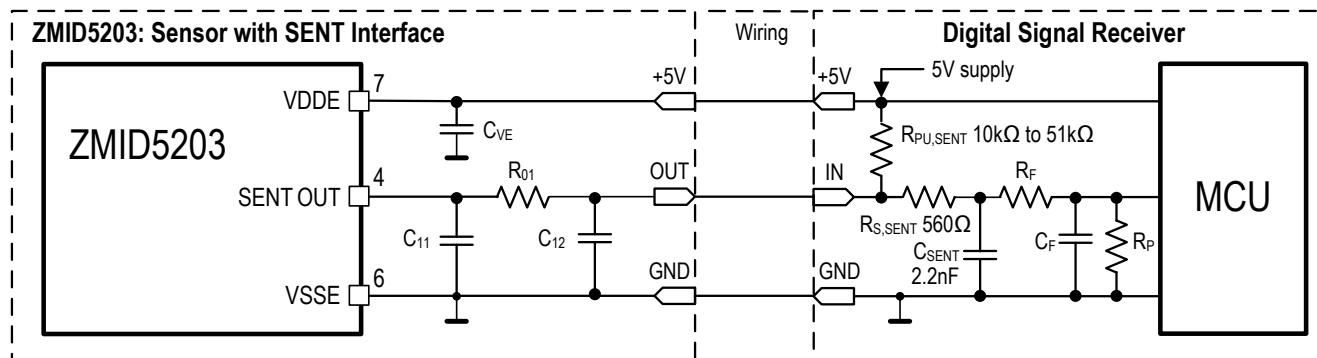 ZMID5203: Sensor with SENT Interface
Wiring
Digital Signal Receiver
ZMID5203
VDDE
7
+5V
+5V
5V supply
CVE
RPU,SENT 10kΩ to 51kΩ
SENT OUT
4
R01
OUT
IN
RF
MCU
C11
C12
RS,SENT 560Ω
CSENT
2.2nF
CF
RP
VSSE
6
GND
GND